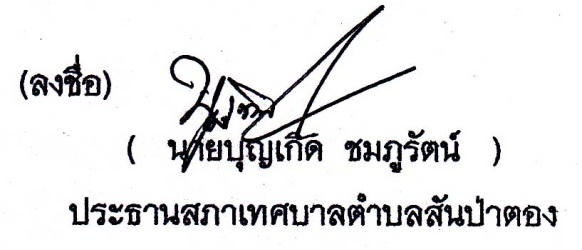 (ลงชื่อ)
( นายบุญเกิด ชมภูรัตน์ )
ประธานสภาเทศบาลตำบลสันป่าตอง